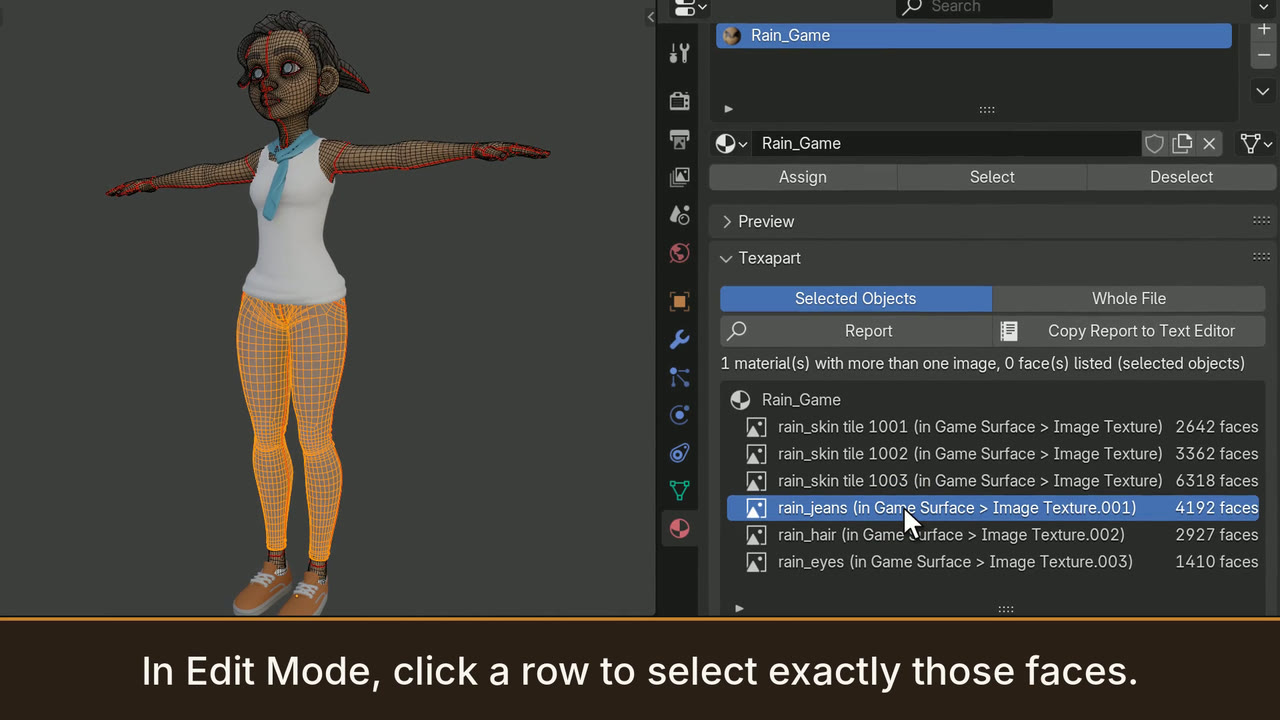 Search
Rain_Game
Rain_Game
Assign Select Deselect
Preview
Texapart
Selected Objects Whole File
Report Copy Report to Text Editor
1 material(s) with more than one image, 0 face(s) listed (selected objects)
Rain_Game
rain_skin tile 1001 (in Game Surface > Image Texture) 2642 faces
rain_skin tile 1002 (in Game Surface > Image Texture) 3362 faces
rain_skin tile 1003 (in Game Surface > Image Texture) 6318 faces
rain_jeans (in Game Surface > Image Texture.001) 4192 faces
rain_hair (in Game Surface > Image Texture.002) 2927 faces
rain_eyes (in Game Surface > Image Texture.003) 1410 faces
In Edit Mode, click a row to select exactly those faces.